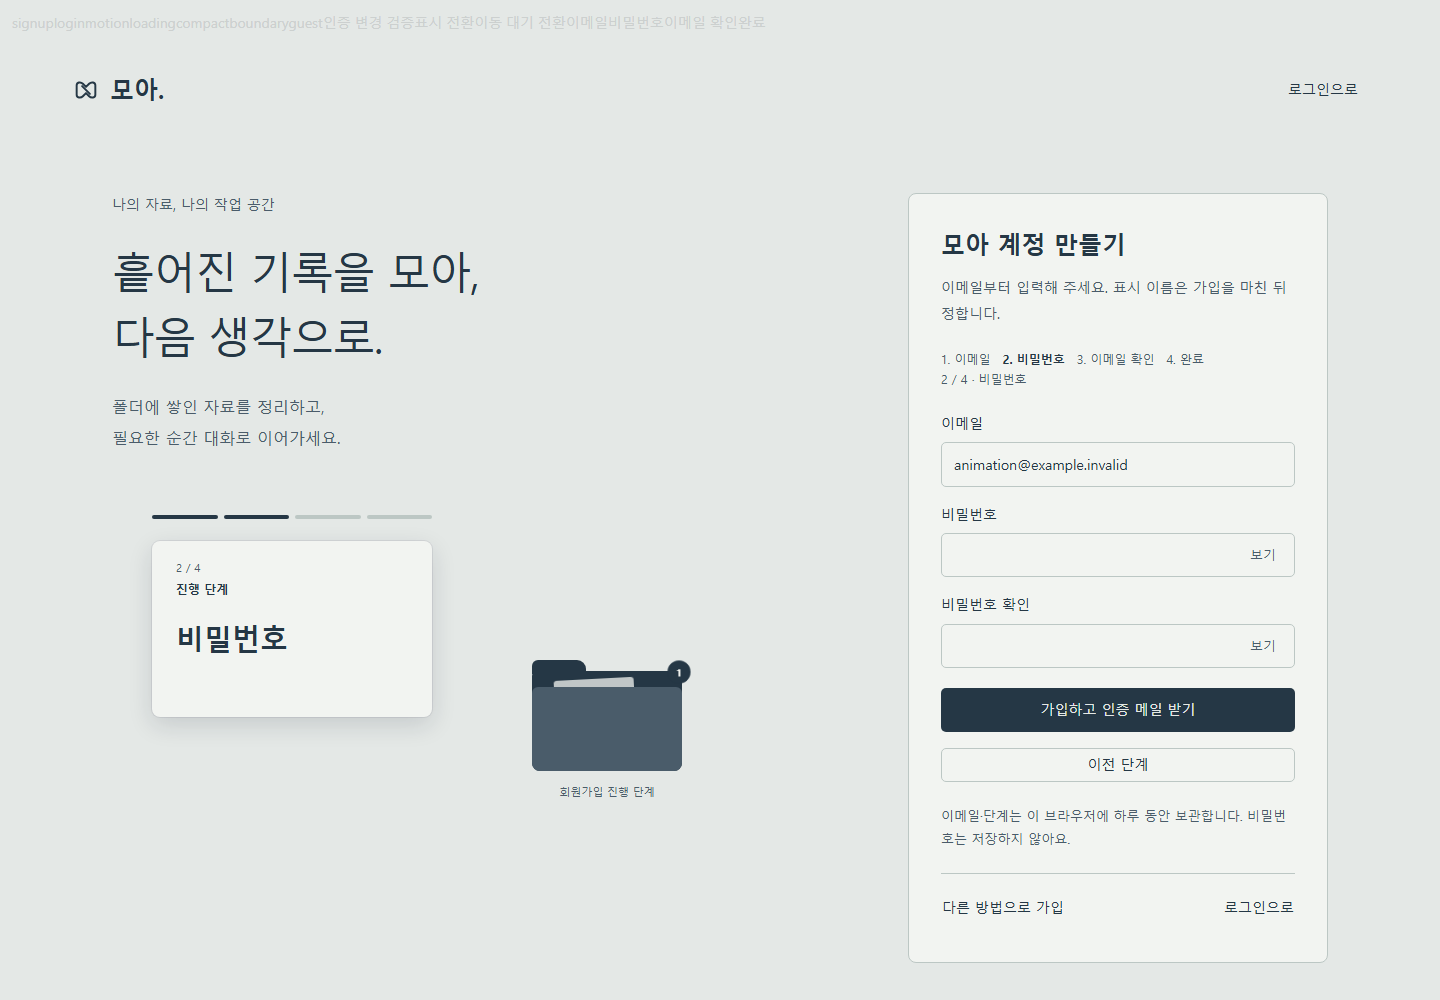 signuploginmotionloadingcompactboundaryguest인증 변경 검증표시 전환이동 대기 전환이메일비밀번호이메일 확인완료
모아.
로그인으로
나의 자료, 나의 작업 공간
흩어진 기록을 모아,
다음 생각으로.
폴더에 쌓인 자료를 정리하고,
필요한 순간 대화로 이어가세요.
2 / 4
진행 단계
비밀번호
1
회원가입 진행 단계
모아 계정 만들기
이메일부터 입력해 주세요. 표시 이름은 가입을 마친 뒤
정합니다.
1. 이메일 2. 비밀번호 3. 이메일 확인 4. 완료
2 / 4 · 비밀번호
이메일
animation@example.invalid
비밀번호
보기
비밀번호 확인
보기
가입하고 인증 메일 받기
이전 단계
이메일·단계는 이 브라우저에 하루 동안 보관합니다. 비밀번
호는 저장하지 않아요.
다른 방법으로 가입
로그인으로